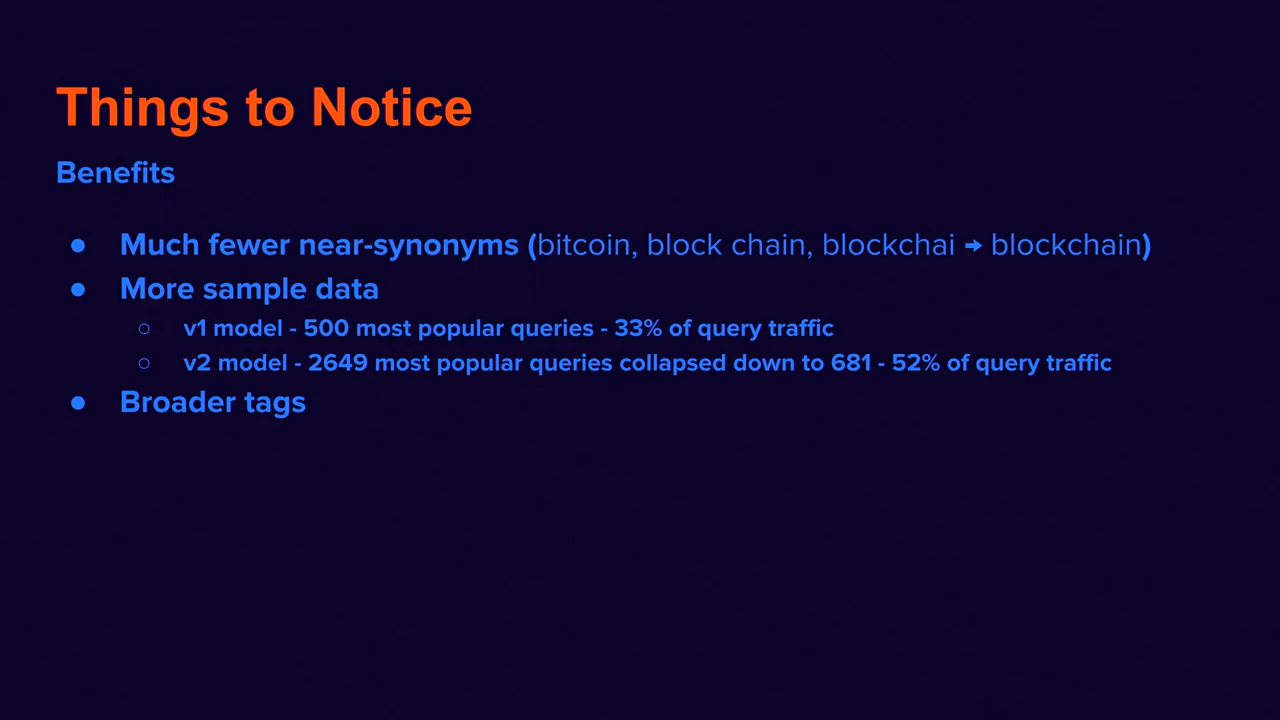 Things to Notice
Benefits
● Much fewer near-synonyms (bitcoin, block chain, blockchai → blockchain)
● More sample data
○ v1 model - 500 most popular queries - 33% of query traffic
○ v2 model - 2649 most popular queries collapsed down to 681 - 52% of query traffic
● Broader tags